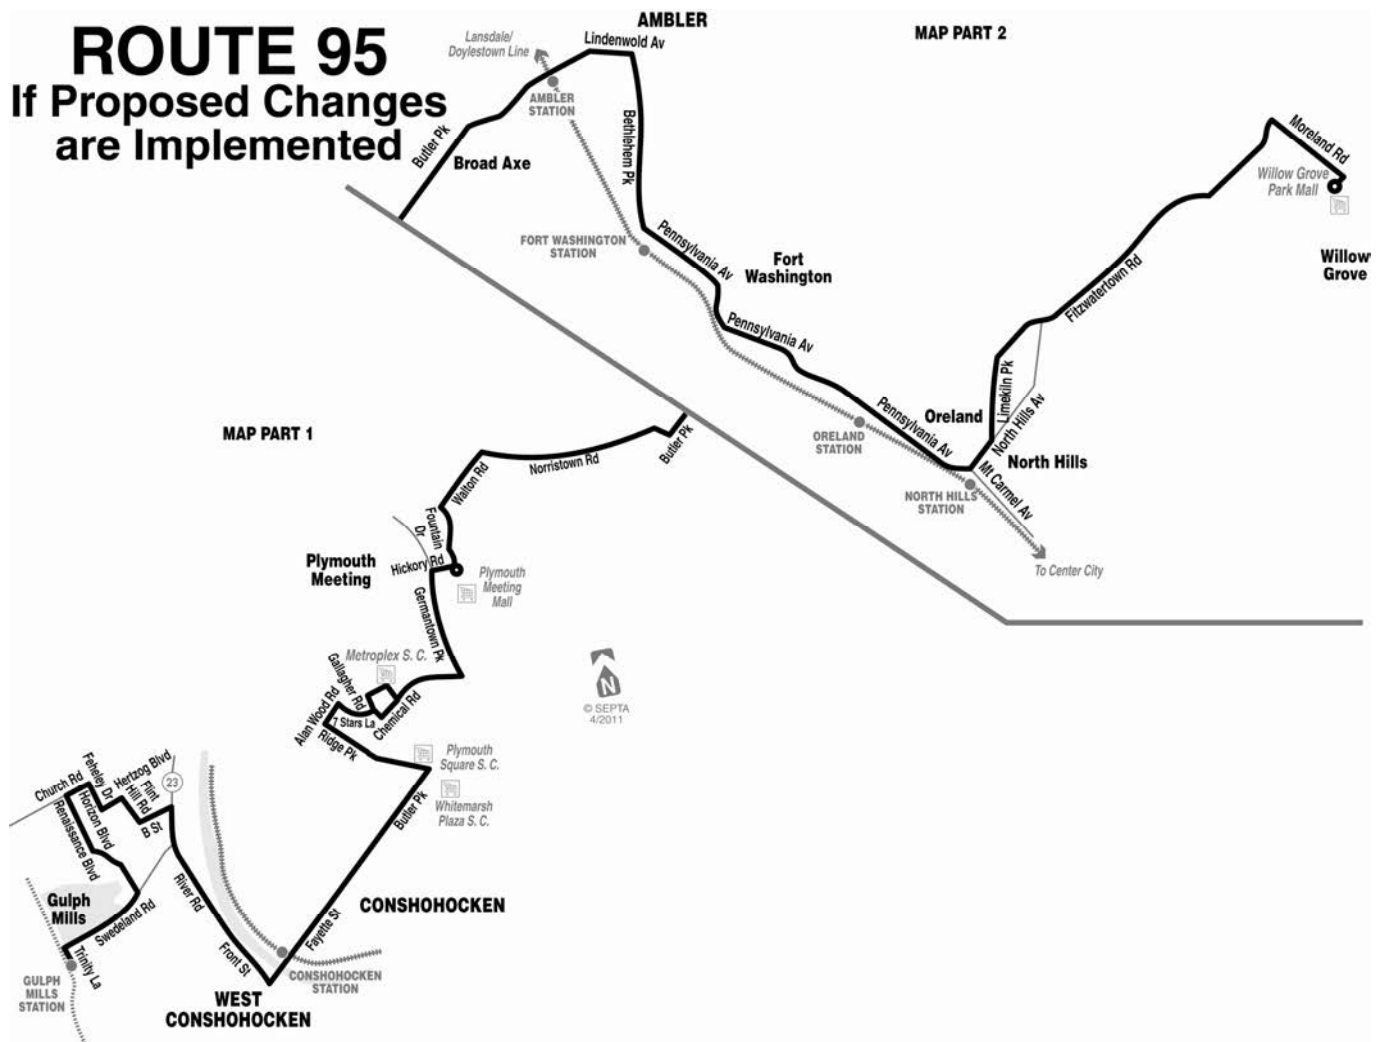 ROUTE 95
If Proposed Changes
are Implemented
AMBLER
MAP PART 2
Lansdale/
Doylestown Line
Lindenwold Av
AMBLER
STATION
Butler Pk
Broad Axe
Bethlehem Pk
Moreland Rd
Willow Grove
Park Mall
Willow
Grove
FORT WASHINGTON
STATION
Pennsylvania Av
Fort
Washington
Fitzwatertown Rd
Pennsylvania Av
Limekiln Pk
North Hills Av
Pennsylvania Av
Oreland
ORELAND
STATION
North Hills
NORTH HILLS
STATION
Mt Carmel Av
To Center City
MAP PART 1
Butler Pk
Norristown Rd
Walton Rd
Fountain
Dr
Plymouth
Meeting
Hickory Rd
Plymouth
Meeting
Mall
Germantown Pk
Metroplex S. C.
Gallagher Rd
Chemical Rd
7 Stars La
Alan Wood Rd
Ridge Pk
N
© SEPTA
4/2011
Plymouth
Square S. C.
Whitemarsh
Plaza S. C.
Butler Pk
Church Rd
Feheley Dr
Hertzog Blvd
Flint
Hill Rd
B St
23
Horizon Blvd
Renaissance Blvd
River Rd
Gulph
Mills
Swedeland Rd
Trinity La
GULPH
MILLS
STATION
Front St
Fayette St
CONSHOHOCKEN
CONSHOHOCKEN
STATION
WEST
CONSHOHOCKEN